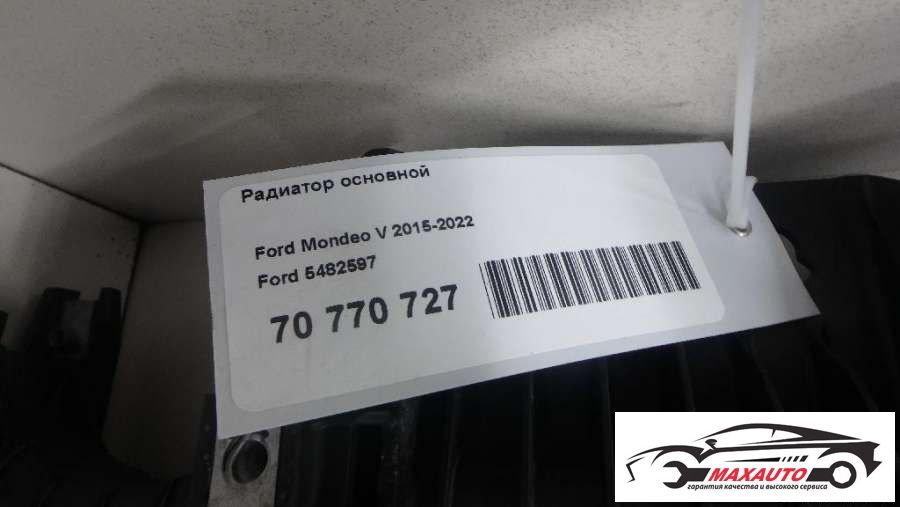 Радиатор основной
Ford Mondeo V 2015-2022
Ford 5482597
70 770 727
MAXAUTO
гарантия качества и высокого сервиса